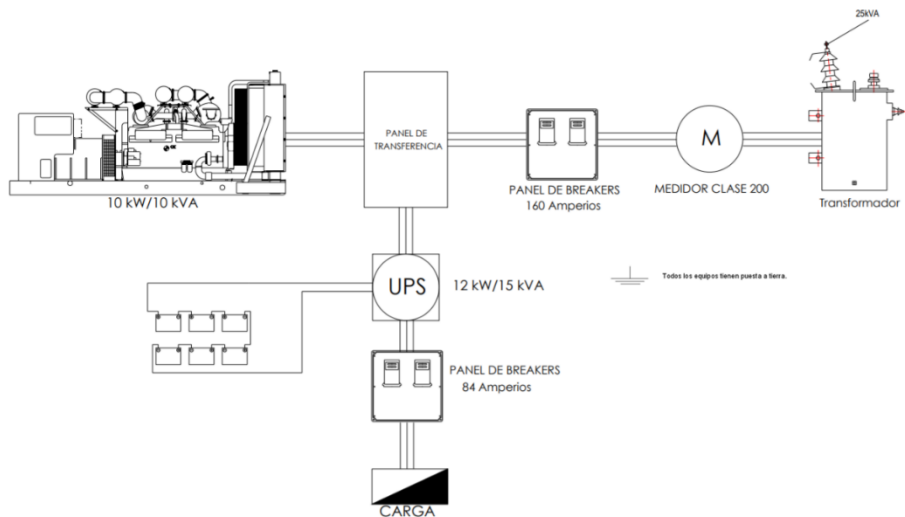 25kVA
PANEL DE
TRANSFERENCIA
M
10 kW/10 kVA
PANEL DE BREAKERS
160 Amperios
MEDIDOR CLASE 200
Transformador
UPS
12 kW/15 kVA
Todos los equipos tienen puesta a tierra.
PANEL DE BREAKERS
84 Amperios
CARGA